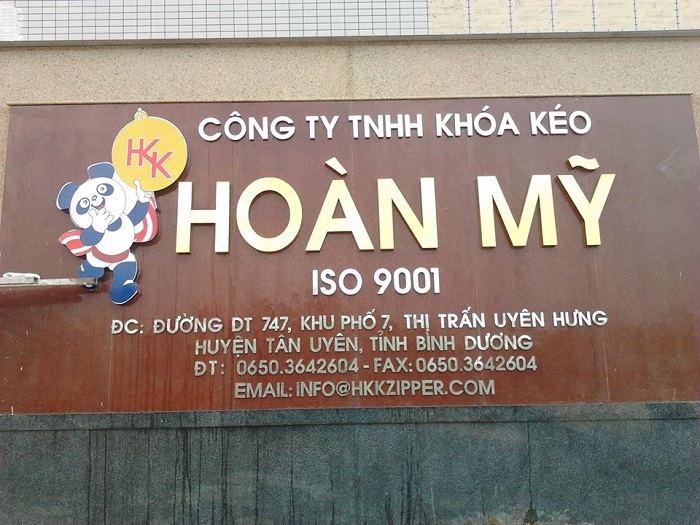 HKK
CÔNG TY TNHH KHÓA KÉO
HOÀN MỸ
ISO 9001
ĐC: ĐƯỜNG DT 747, KHU PHỐ 7, THỊ TRẤN UYÊN HƯNG
HUYỆN TÂN UYÊN, TỈNH BÌNH DƯƠNG
ĐT: 0650.3642604 - FAX: 0650.3642604
EMAIL: INFO@HKKZIPPER.COM